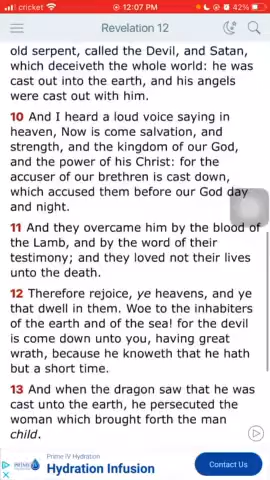 cricket
12:07 PM
42%
Revelation 12
old serpent, called the Devil, and Satan,
which deceiveth the whole world: he was
cast out into the earth, and his angels
were cast out with him.
10 And I heard a loud voice saying in
heaven, Now is come salvation, and
strength, and the kingdom of our God,
and the power of his Christ: for the
accuser of our brethren is cast down,
which accused them before our God day
and night.
11 And they overcame him by the blood of
the Lamb, and by the word of their
testimony; and they loved not their lives
unto the death.
12 Therefore rejoice, ye heavens, and ye
that dwell in them. Woe to the inhabiters
of the earth and of the sea! for the devil
is come down unto you, having great
wrath, because he knoweth that he hath
but a short time.
13 And when the dragon saw that he was
cast unto the earth, he persecuted the
woman which brought forth the man
child.
Prime IV Hydration
Hydration Infusion
Contact Us